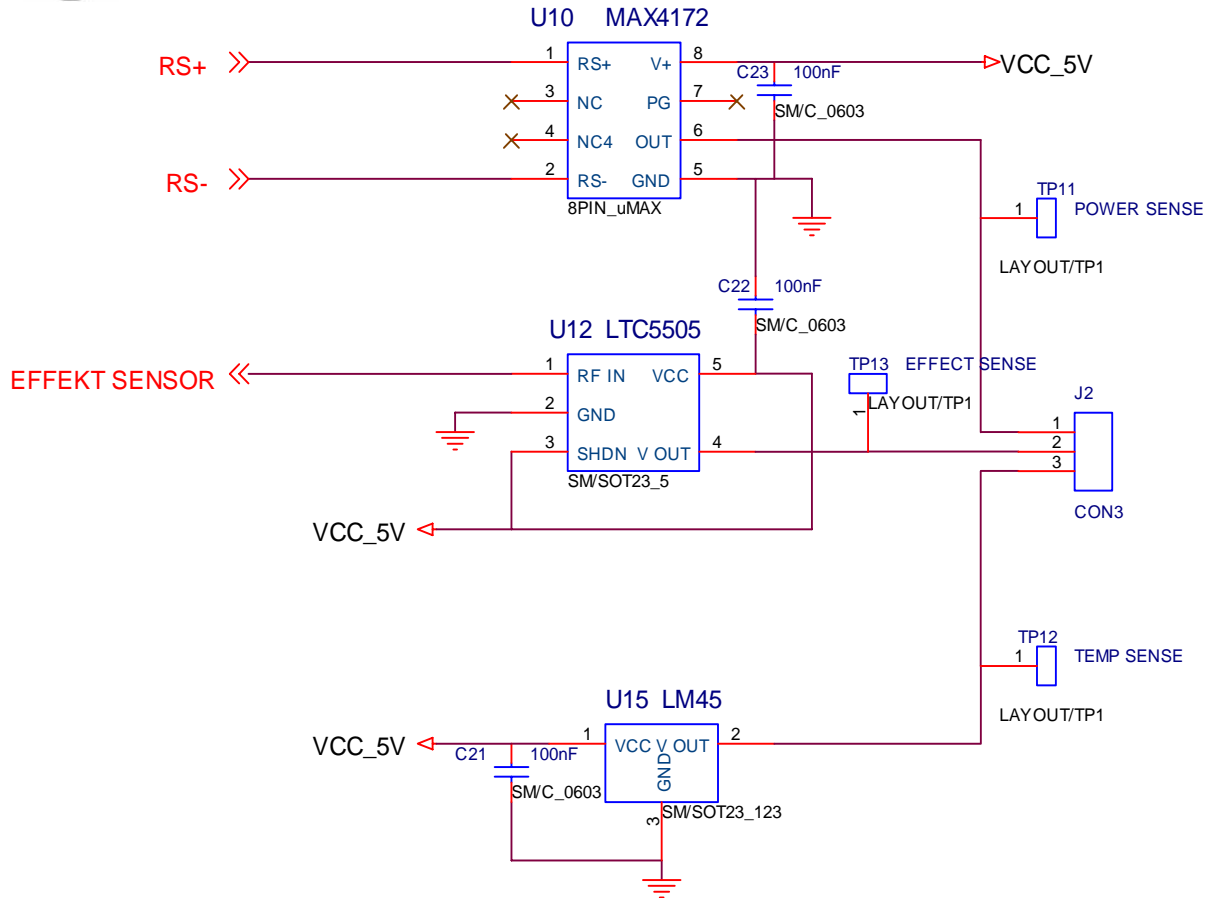 U10 MAX4172
RS+
1
RS+
V+
8
VCC_5V
C23 100nF
3
NC
PG
7
SM/C_0603
4
NC4
OUT
6
RS-
2
RS-
GND
5
8PIN_uMAX
TP11
1
POWER SENSE
LAYOUT/TP1
C22 100nF
SM/C_0603
U12 LTC5505
EFFEKT SENSOR
1
RF IN
VCC
5
2
GND
3
SHDN
V OUT
4
SM/SOT23_5
VCC_5V
TP13 EFFECT SENSE
LAYOUT/TP1
1
J2
1
2
3
CON3
TP12
1
TEMP SENSE
LAYOUT/TP1
U15 LM45
VCC_5V
1
VCC
V OUT
2
GND
C21 100nF
SM/C_0603
3
SM/SOT23_123